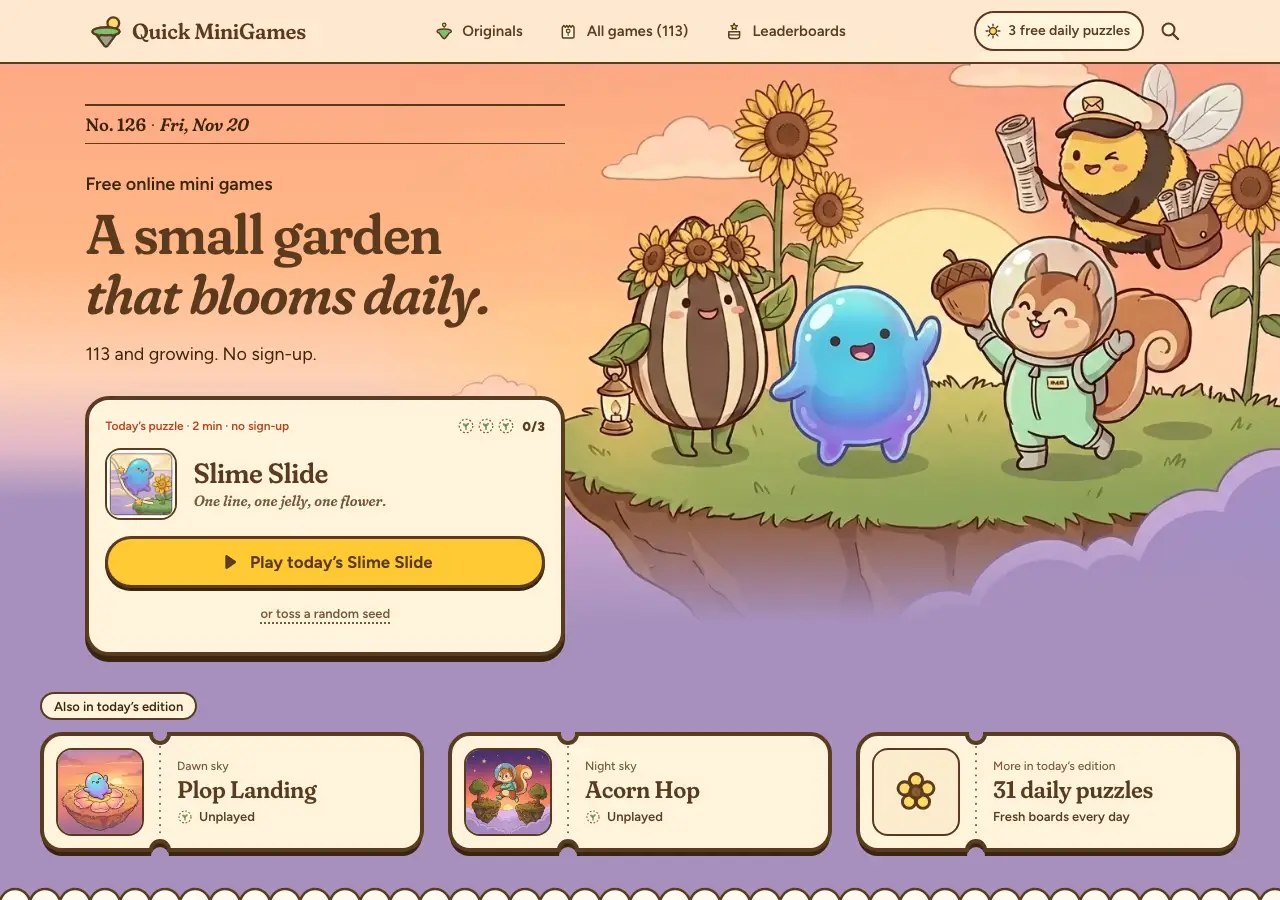 Quick MiniGames
Originals
All games (113)
Leaderboards
3 free daily puzzles
No. 126 · Fri, Nov 20
Free online mini games
A small garden
that blooms daily.
113 and growing. No sign-up.
Today's puzzle · 2 min · no sign-up
0/3
Slime Slide
One line, one jelly, one flower.
Play today's Slime Slide
or toss a random seed
Also in today's edition
Dawn sky
Plop Landing
Unplayed
Night sky
Acorn Hop
Unplayed
More in today's edition
31 daily puzzles
Fresh boards every day